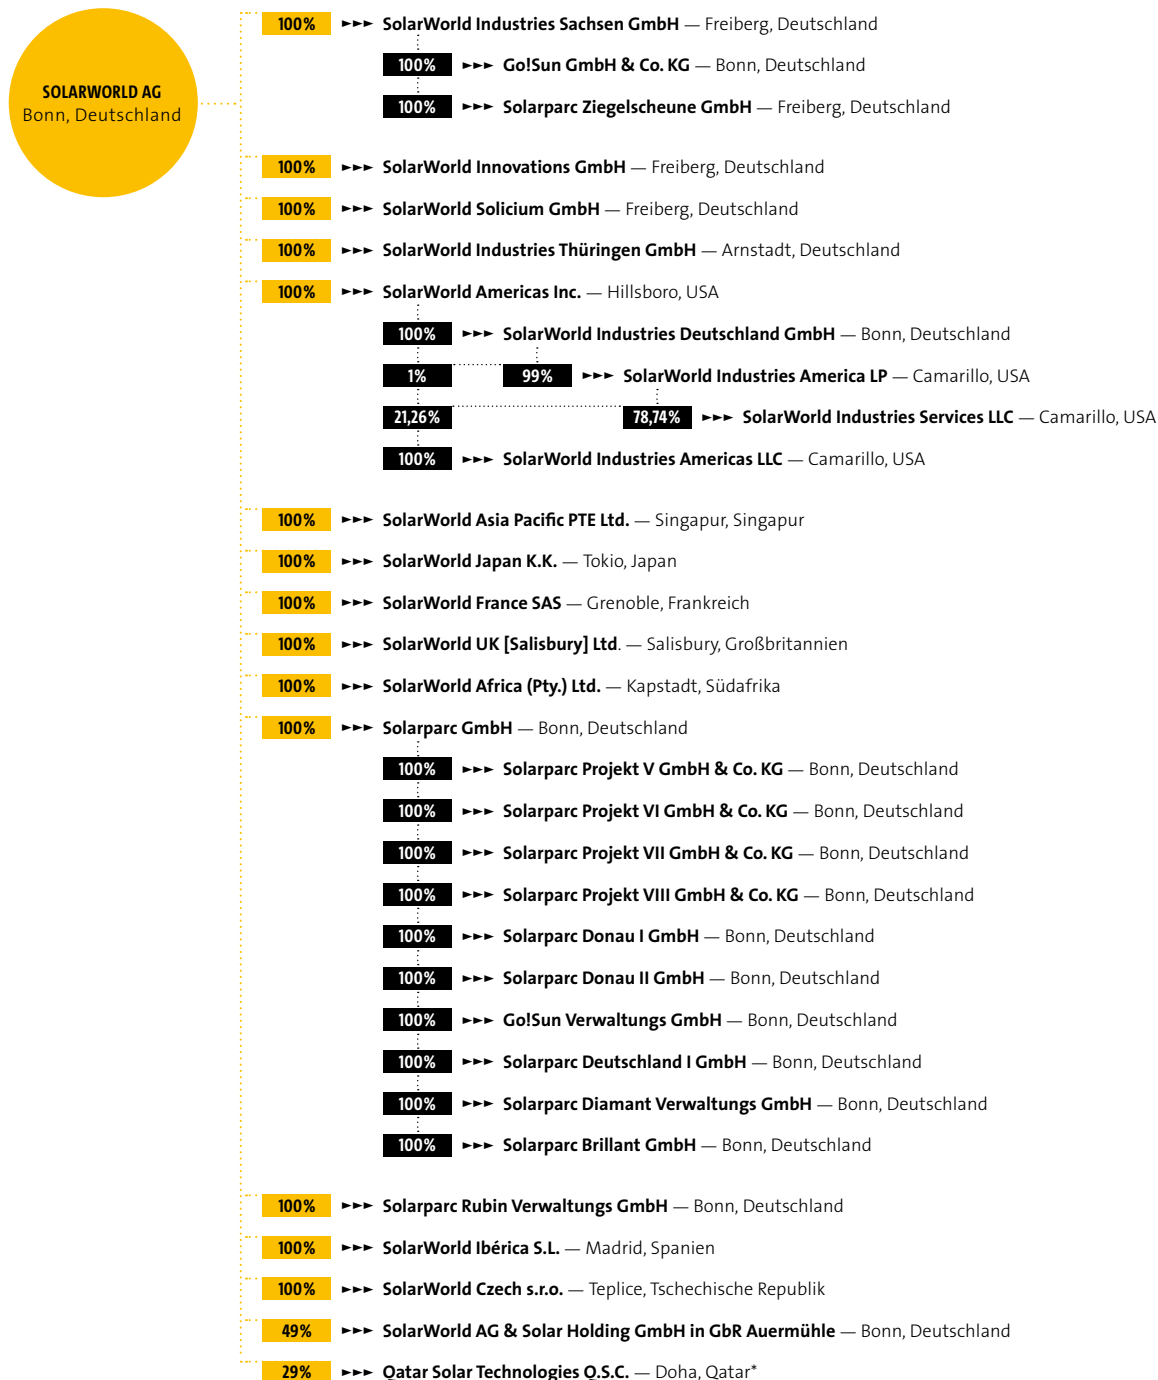 SOLARWORLD AG
Bonn, Deutschland
100% ►►► SolarWorld Industries Sachsen GmbH — Freiberg, Deutschland
100% ►►► Go!Sun GmbH & Co. KG — Bonn, Deutschland
100% ►►► Solarparc Ziegelscheune GmbH — Freiberg, Deutschland
100% ►►► SolarWorld Innovations GmbH — Freiberg, Deutschland
100% ►►► SolarWorld Solicium GmbH — Freiberg, Deutschland
100% ►►► SolarWorld Industries Thüringen GmbH — Arnstadt, Deutschland
100% ►►► SolarWorld Americas Inc. — Hillsboro, USA
100% ►►► SolarWorld Industries Deutschland GmbH — Bonn, Deutschland
1% 99% ►►► SolarWorld Industries America LP — Camarillo, USA
21,26% 78,74% ►►► SolarWorld Industries Services LLC — Camarillo, USA
100% ►►► SolarWorld Industries Americas LLC — Camarillo, USA
100% ►►► SolarWorld Asia Pacific PTE Ltd. — Singapur, Singapur
100% ►►► SolarWorld Japan K.K. — Tokio, Japan
100% ►►► SolarWorld France SAS — Grenoble, Frankreich
100% ►►► SolarWorld UK [Salisbury] Ltd. — Salisbury, Großbritannien
100% ►►► SolarWorld Africa (Pty.) Ltd. — Kapstadt, Südafrika
100% ►►► Solarparc GmbH — Bonn, Deutschland
100% ►►► Solarparc Projekt V GmbH & Co. KG — Bonn, Deutschland
100% ►►► Solarparc Projekt VI GmbH & Co. KG — Bonn, Deutschland
100% ►►► Solarparc Projekt VII GmbH & Co. KG — Bonn, Deutschland
100% ►►► Solarparc Projekt VIII GmbH & Co. KG — Bonn, Deutschland
100% ►►► Solarparc Donau I GmbH — Bonn, Deutschland
100% ►►► Solarparc Donau II GmbH — Bonn, Deutschland
100% ►►► Go!Sun Verwaltungs GmbH — Bonn, Deutschland
100% ►►► Solarparc Deutschland I GmbH — Bonn, Deutschland
100% ►►► Solarparc Diamant Verwaltungs GmbH — Bonn, Deutschland
100% ►►► Solarparc Brillant GmbH — Bonn, Deutschland
100% ►►► Solarparc Rubin Verwaltungs GmbH — Bonn, Deutschland
100% ►►► SolarWorld Ibérica S.L. — Madrid, Spanien
100% ►►► SolarWorld Czech s.r.o. — Teplice, Tschechische Republik
49% ►►► SolarWorld AG & Solar Holding GmbH in GbR Auermühle — Bonn, Deutschland
29% ►►► Qatar Solar Technologies Q.S.C. — Doha, Qatar*